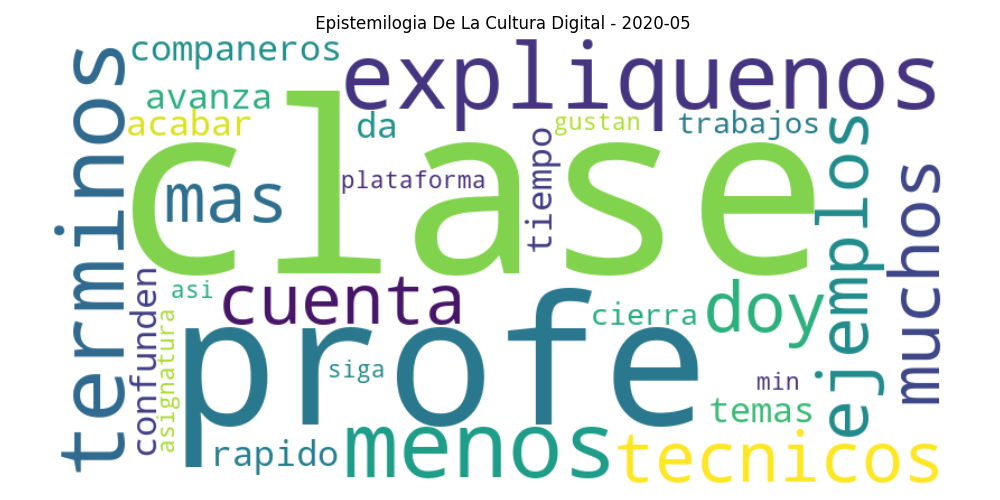 Epistemilogia De La Cultura Digital - 2020-05
companeros
expliquenos
terminos
avanza
acabar
da
gustan
trabajos
clase
mas
plataforma
tiempo
ejemplos
muchos
confunden
asi
cuenta
cierra
doy
asignatura
profe
siga
min
temas
rapido
menos
tecnicos